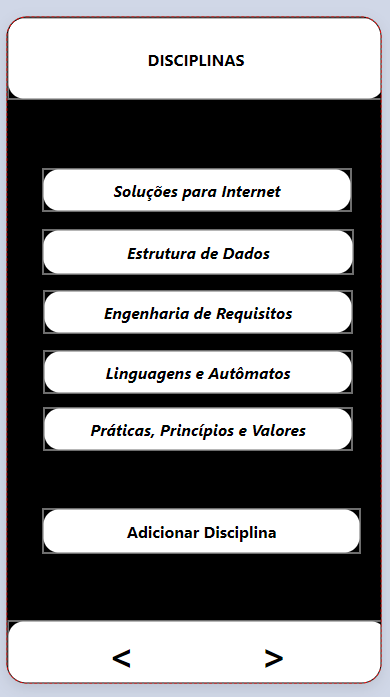 DISCIPLINAS
Soluções para Internet
Estrutura de Dados
Engenharia de Requisitos
Linguagens e Autômatos
Práticas, Princípios e Valores
Adicionar Disciplina
< >